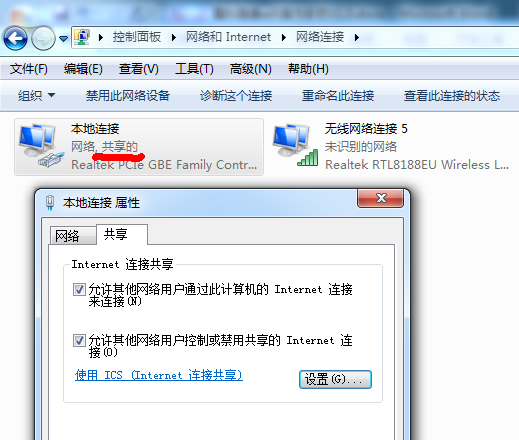 控制面板 ▸ 网络和 Internet ▸ 网络连接 ▸
文件(F) 编辑(E) 查看(V) 工具(T) 高级(N) 帮助(H)
组织 禁用此网络设备 诊断这个连接 重命名此连接 查看此连接的状态
本地连接
网络, 共享的
Realtek PCIe GBE Family Contr...
无线网络连接 5
未识别的网络
Realtek RTL8188EU Wireless L...
本地连接 属性
网络 共享
Internet 连接共享
允许其他网络用户通过此计算机的 Internet 连接
来连接(N)
允许其他网络用户控制或禁用共享的 Internet 连
接(O)
使用 ICS (Internet 连接共享)
设置(G)...